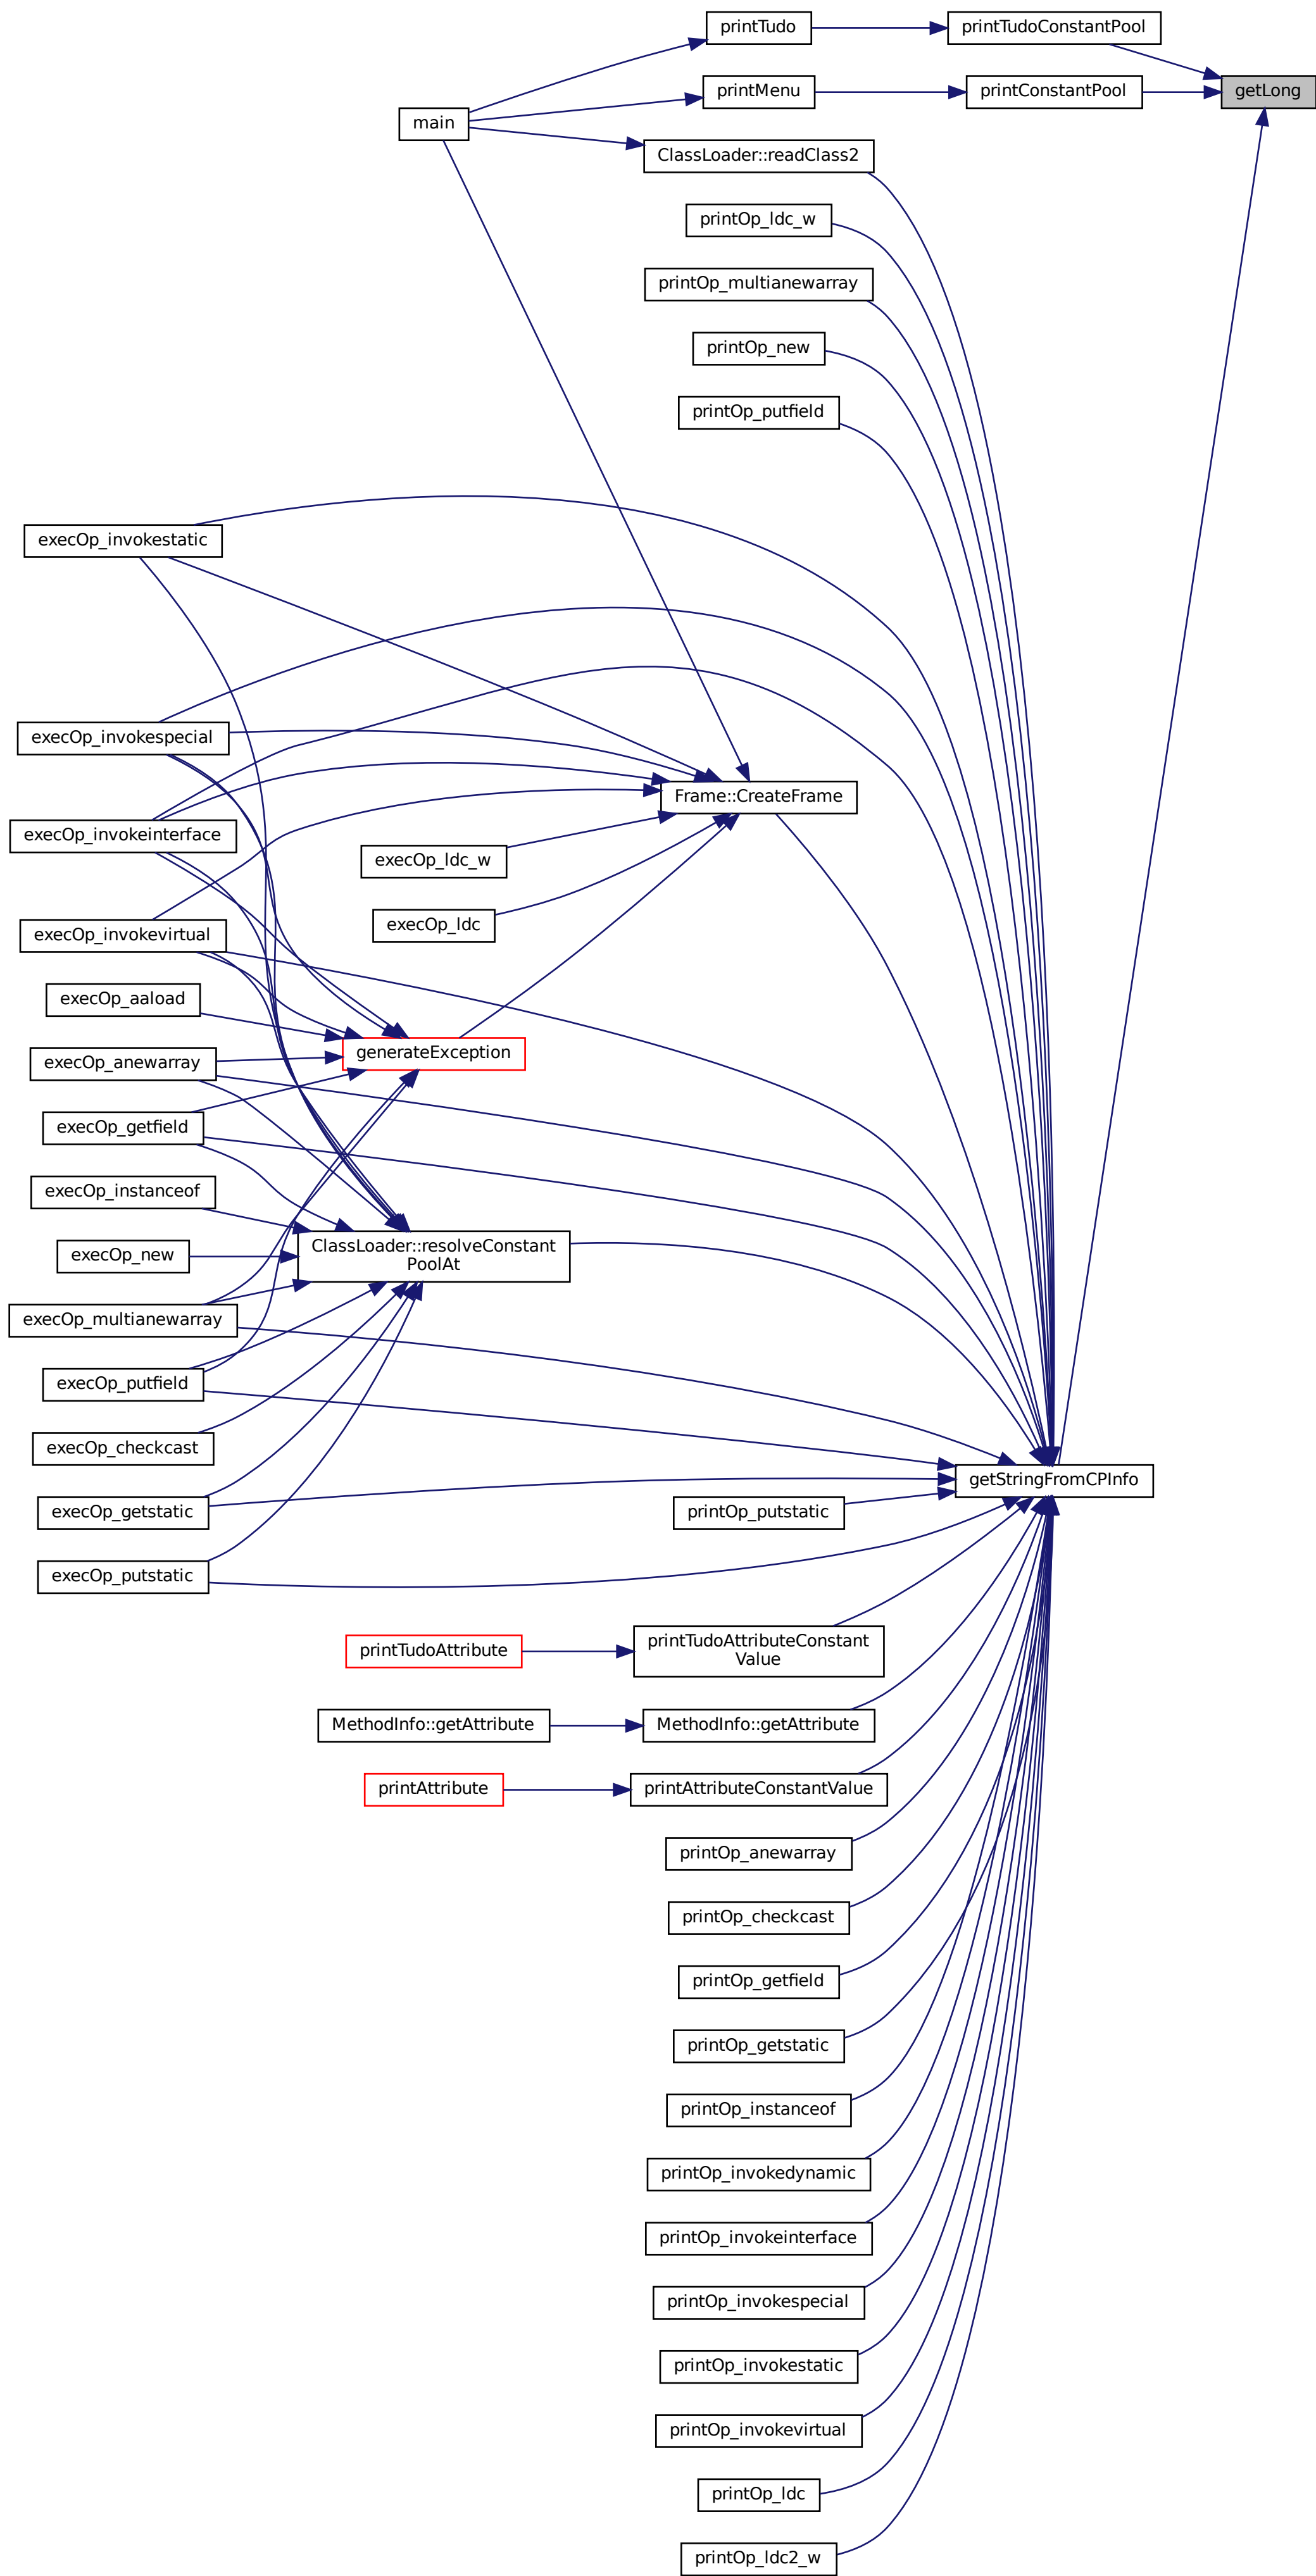 printTudo
printTudoConstantPool
printMenu
printConstantPool
getLong
main
ClassLoader::readClass2
printOp_ldc_w
printOp_multianewarray
printOp_new
printOp_putfield
execOp_invokestatic
execOp_invokespecial
Frame::CreateFrame
execOp_invokeinterface
execOp_ldc_w
execOp_ldc
execOp_invokevirtual
execOp_aaload
generateException
execOp_anewarray
execOp_getfield
execOp_instanceof
ClassLoader::resolveConstant
PoolAt
execOp_new
execOp_multianewarray
execOp_putfield
execOp_checkcast
getStringFromCPInfo
execOp_getstatic
printOp_putstatic
execOp_putstatic
printTudoAttribute
printTudoAttributeConstant
Value
MethodInfo::getAttribute
MethodInfo::getAttribute
printAttribute
printAttributeConstantValue
printOp_anewarray
printOp_checkcast
printOp_getfield
printOp_getstatic
printOp_instanceof
printOp_invokedynamic
printOp_invokeinterface
printOp_invokespecial
printOp_invokestatic
printOp_invokevirtual
printOp_ldc
printOp_ldc2_w